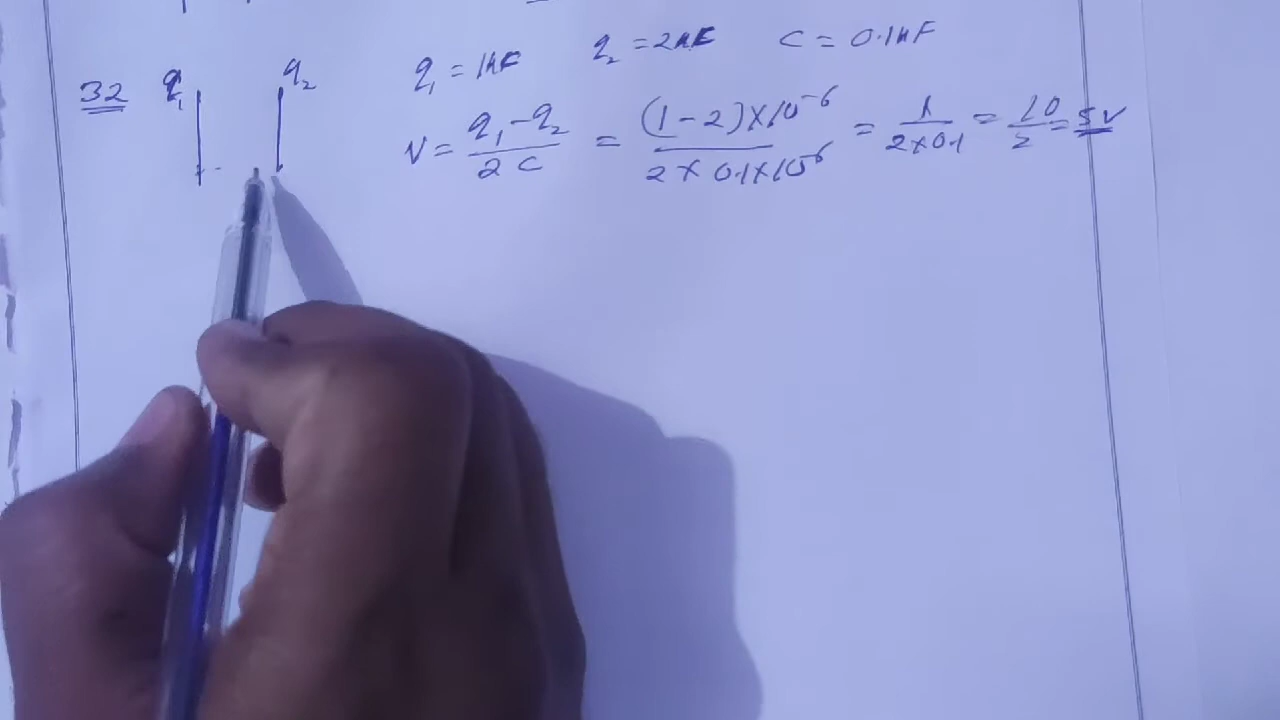 32 q₁ q₂ q₁ = 1μF q₂ = 2μF C = 0.1μF
V = (q₁ - q₂) / 2C = (1 - 2) × 10⁻⁶ / 2 × 0.1 × 10⁻⁶ = 1 / 2 × 0.1 = 10 / 2 = 5V